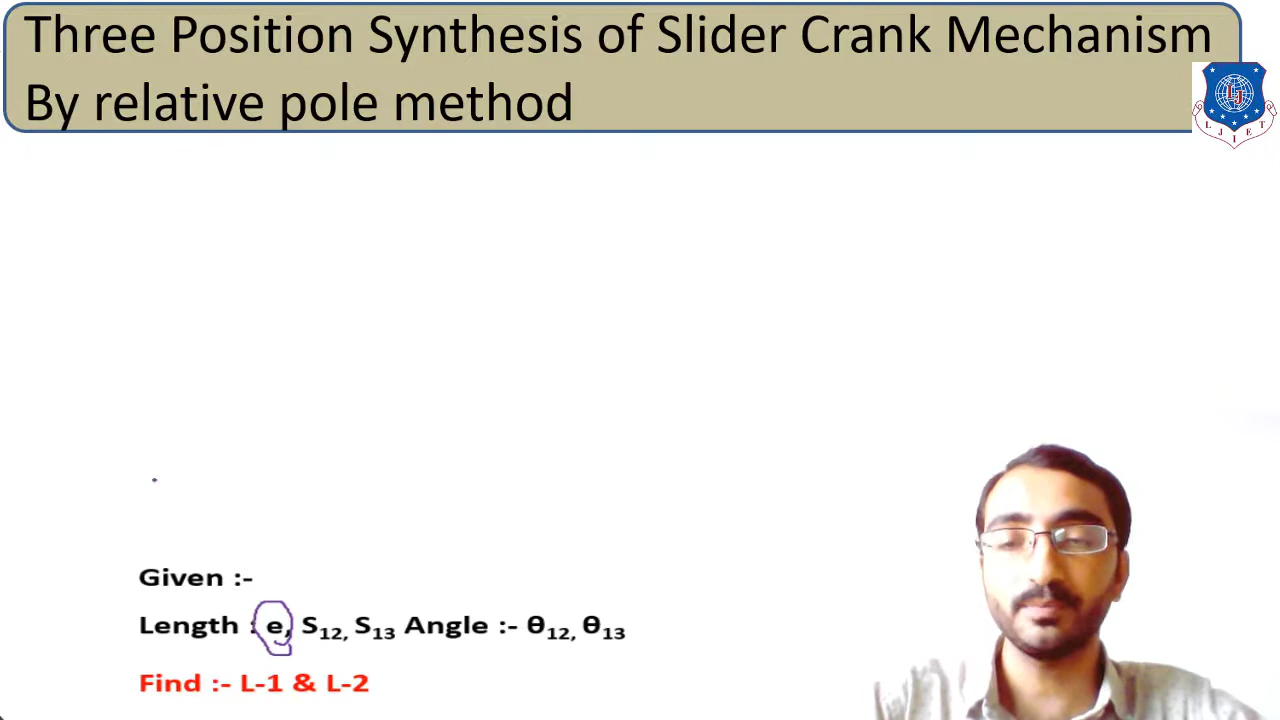 Three Position Synthesis of Slider Crank Mechanism
By relative pole method
LJ
L J I E T
Given :-
Length : e, S12, S13 Angle :- θ12, θ13
Find :- L-1 & L-2